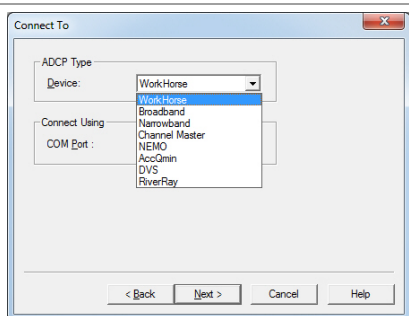 Connect To
ADCP Type
Device:
WorkHorse
WorkHorse
Broadband
Narrowband
Channel Master
NEMO
AccQmin
DVS
RiverRay
Connect Using
COM Port :
< Back
Next >
Cancel
Help